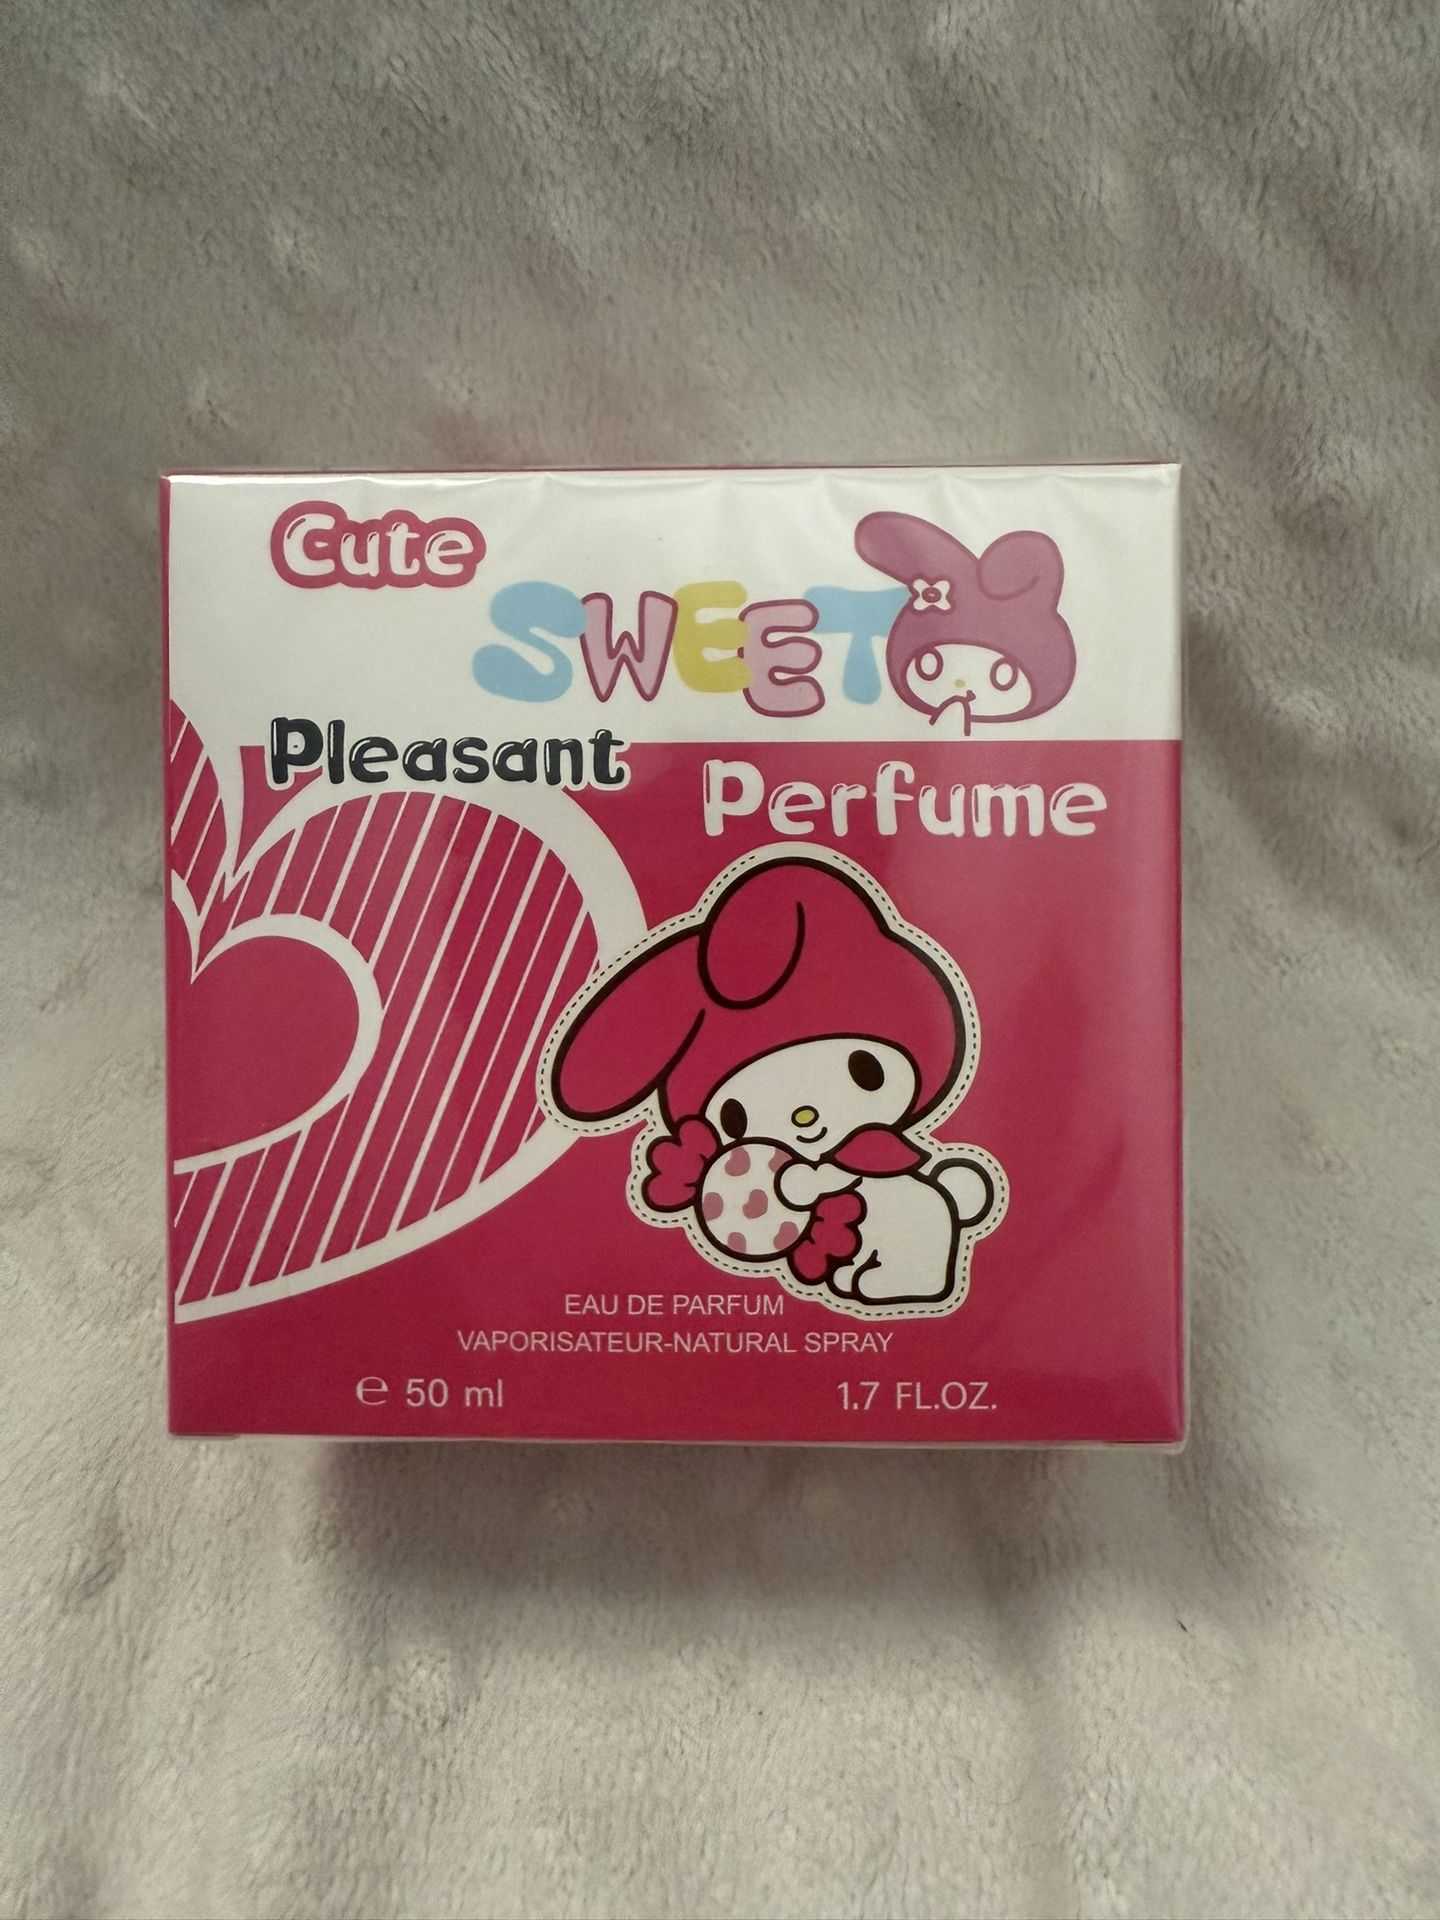 Cute
SWEET
Pleasant
Perfume
EAU DE PARFUM
VAPORISATEUR-NATURAL SPRAY
℮ 50 ml
1.7 FL.OZ.